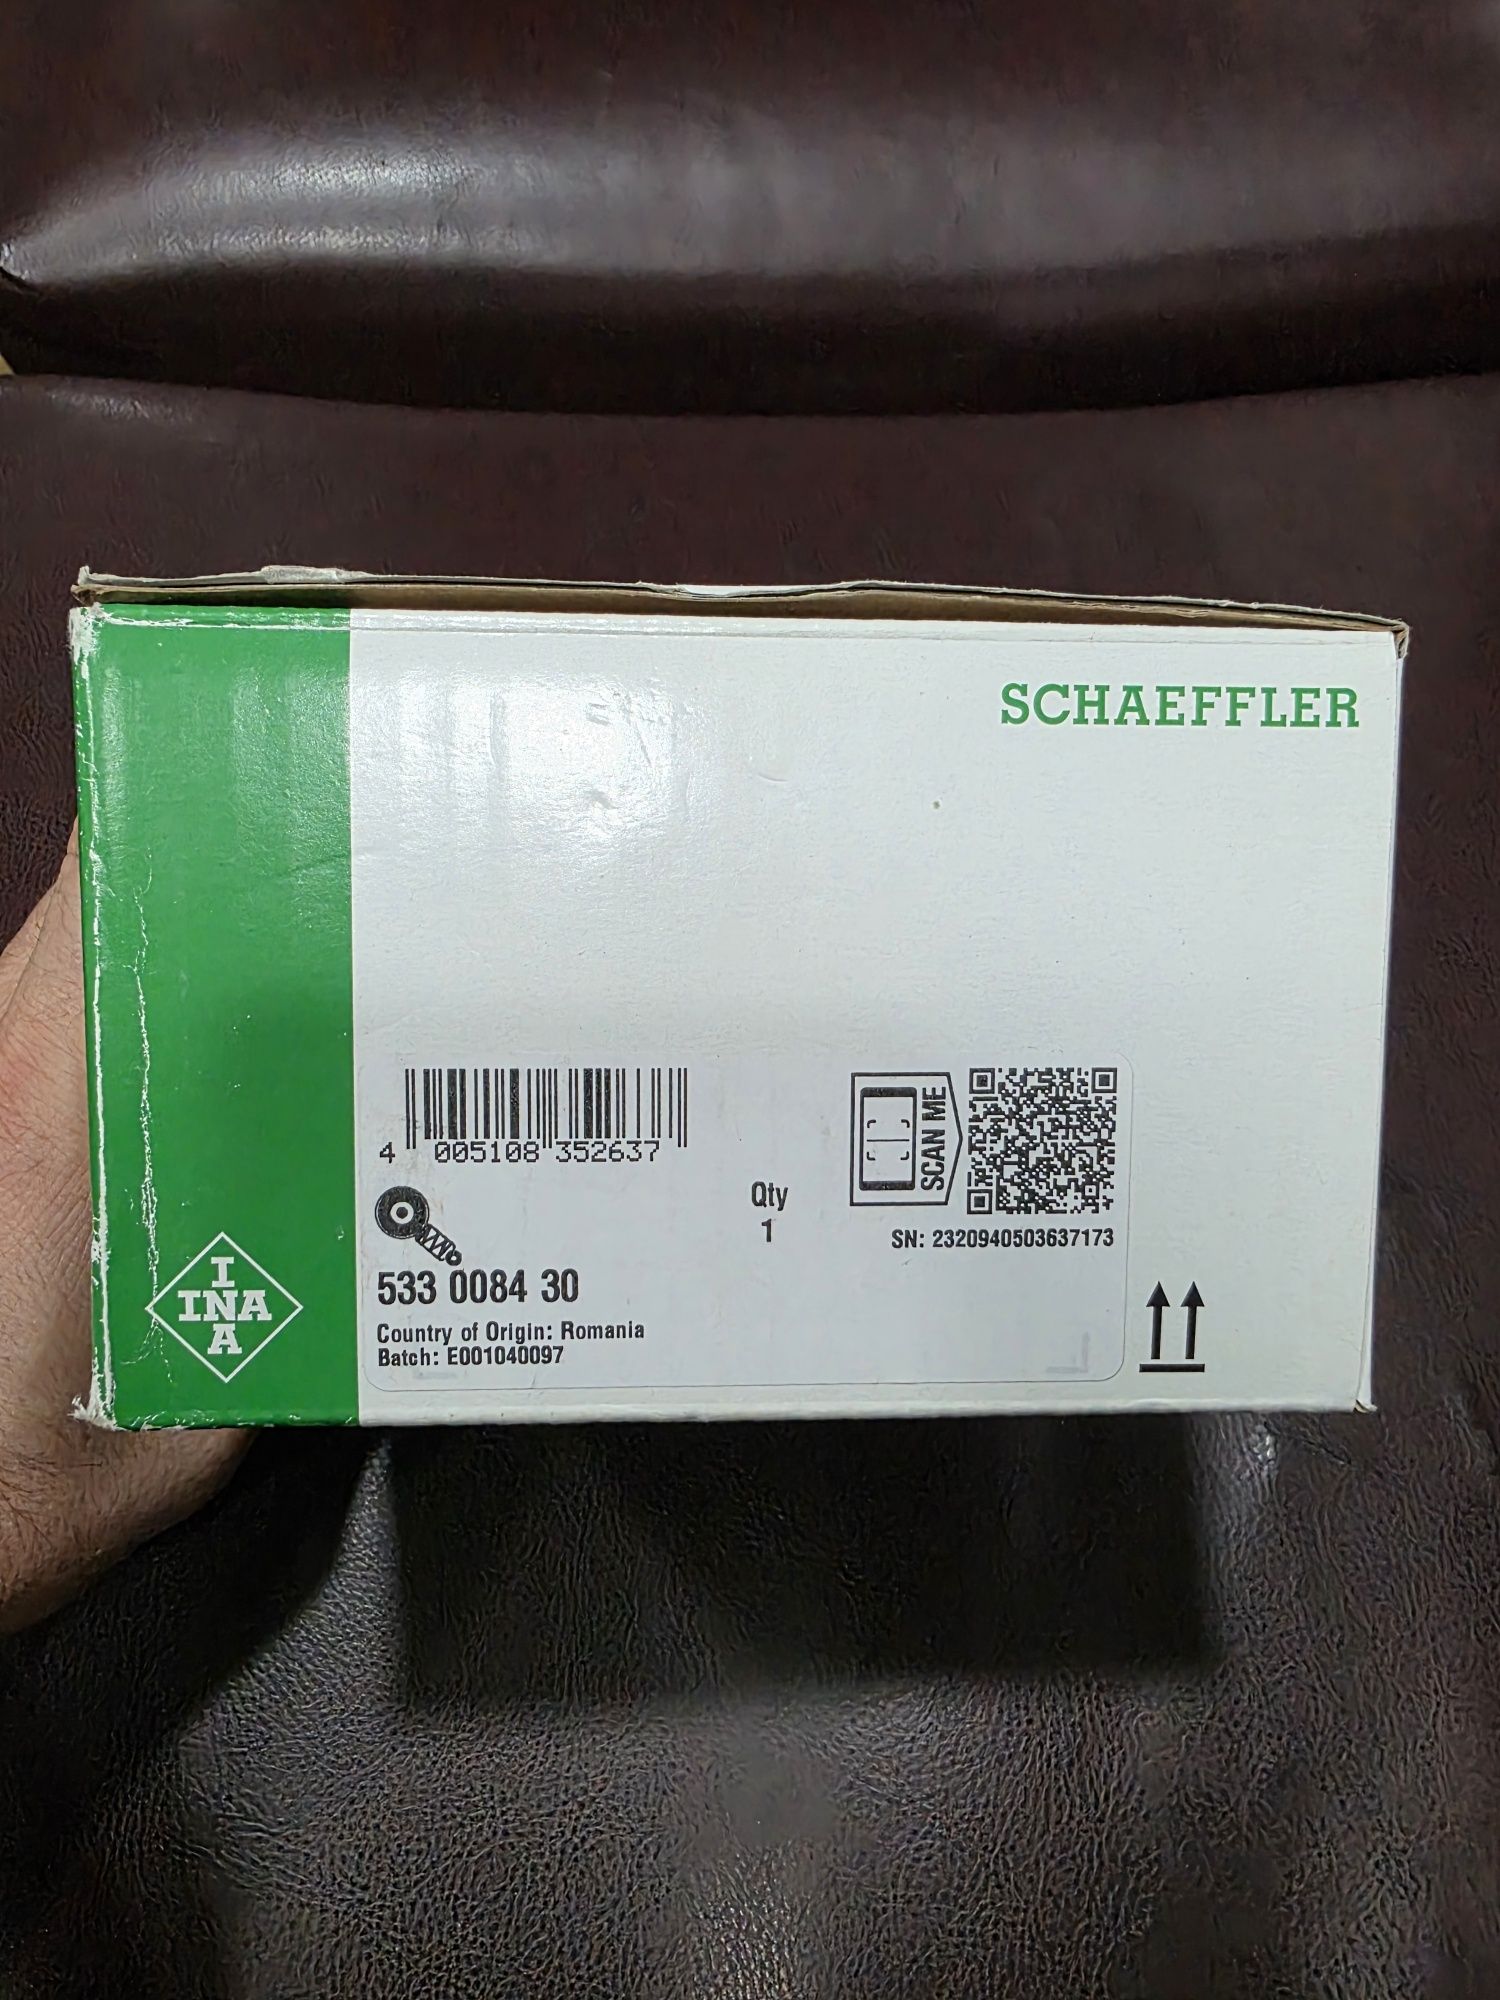 SCHAEFFLER
4 005108 352637
SCAN ME
Qty
1
SN: 2320940503637173
533 0084 30
Country of Origin: Romania
Batch: E001040097
I
INA
A